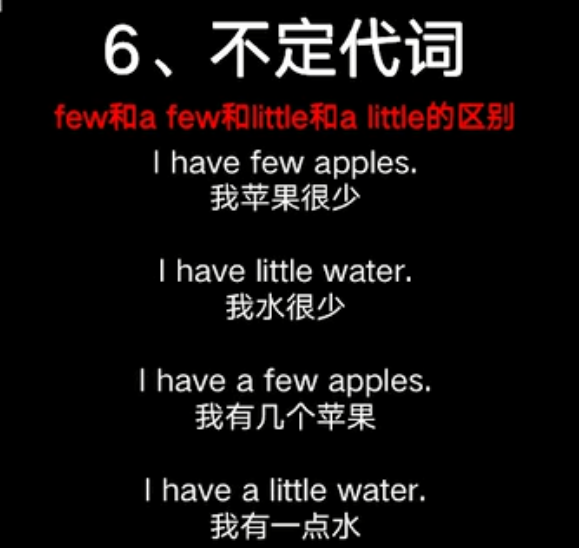 6、不定代词
few和a few和little和a little的区别
I have few apples.
我苹果很少
I have little water.
我水很少
I have a few apples.
我有几个苹果
I have a little water.
我有一点水